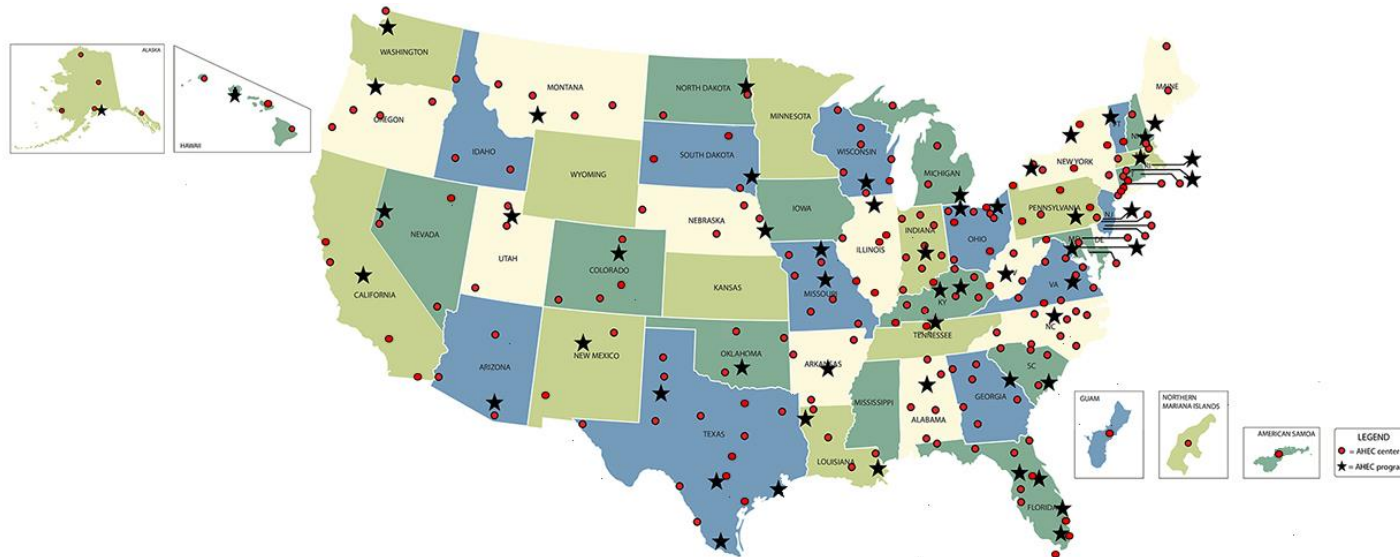 WASHINGTON
ALASKA
MONTANA
NORTH DAKOTA
MINNESOTA
MAINE
OREGON
HAWAII
IDAHO
SOUTH DAKOTA
WISCONSIN
MICHIGAN
NEW YORK
WYOMING
IOWA
PENNSYLVANIA
NEBRASKA
NEVADA
UTAH
ILLINOIS
INDIANA
OHIO
NJ
MD
DE
COLORADO
CALIFORNIA
KANSAS
MISSOURI
KY
VA
NC
TENNESSEE
ARIZONA
NEW MEXICO
OKLAHOMA
ARKANSAS
SC
MISSISSIPPI
ALABAMA
GEORGIA
TEXAS
LOUISIANA
FLORIDA
GUAM
NORTHERN
MARIANA ISLANDS
AMERICAN SAMOA
LEGEND
= AHEC center
= AHEC progra